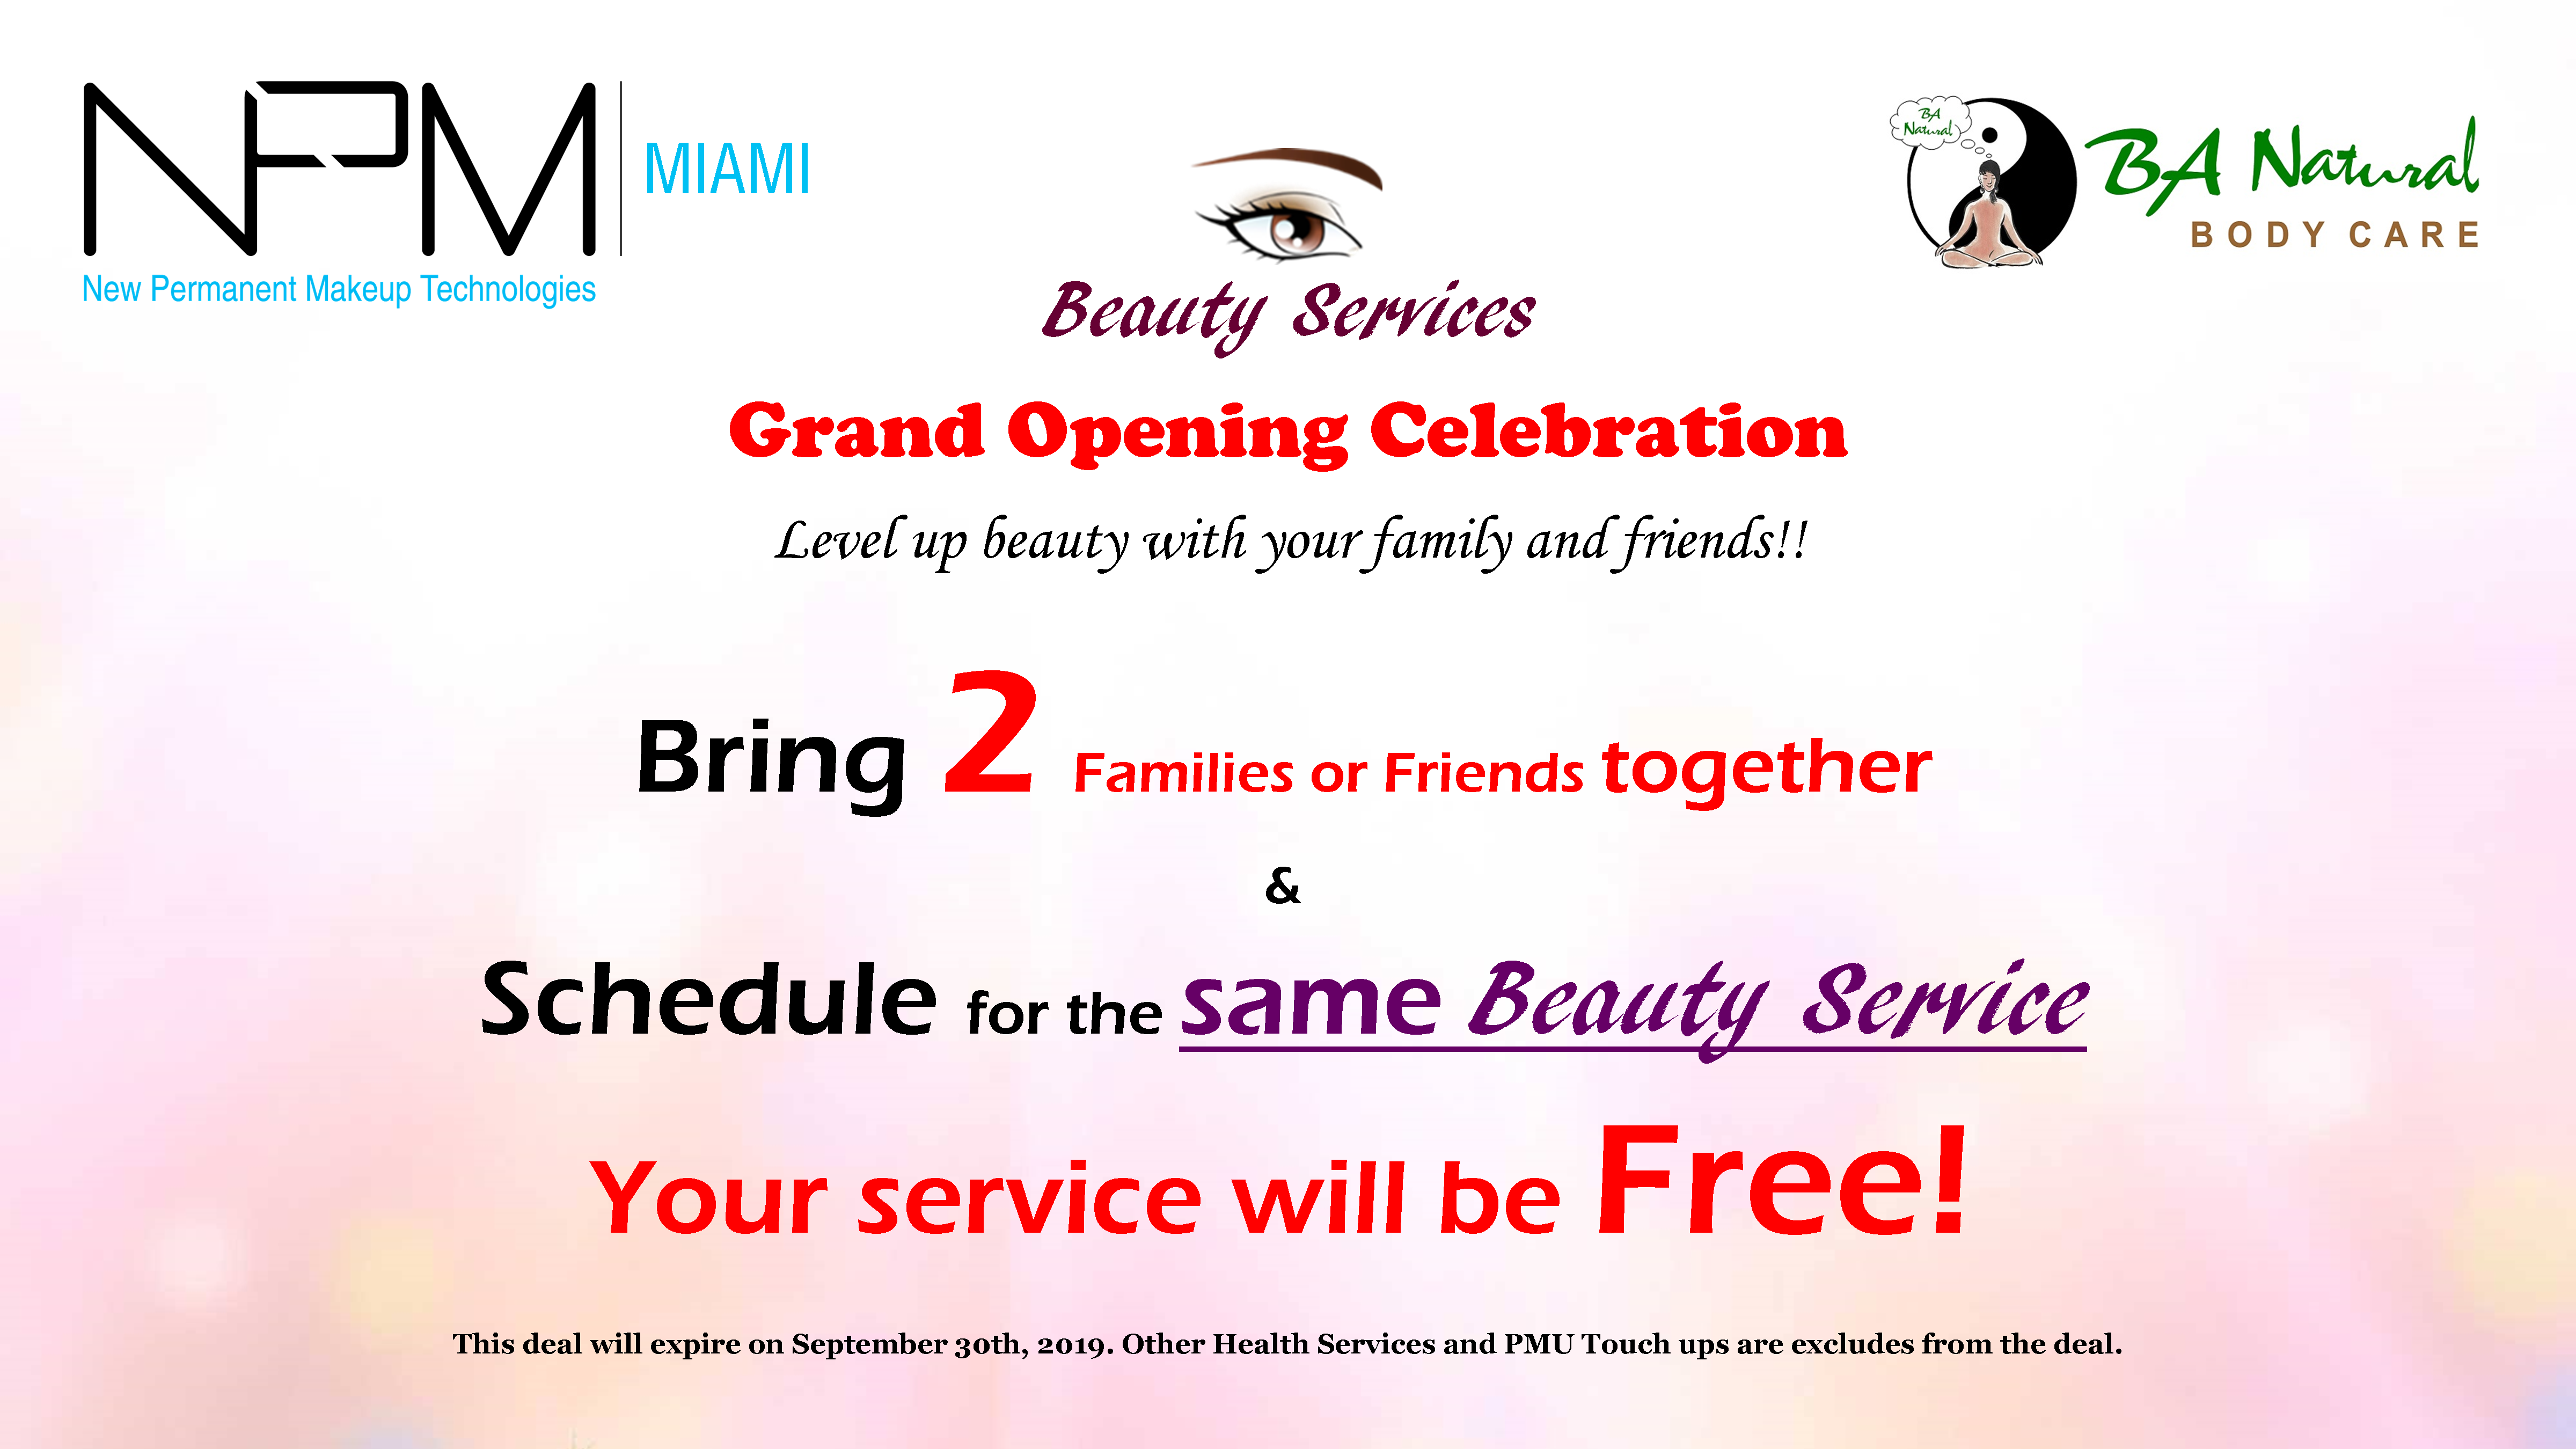 NPM
MIAMI
New Permanent Makeup Technologies
BA
Natural
BA Natural
BODY CARE
Beauty Services
Grand Opening Celebration
Level up beauty with your family and friends!!
Bring 2 Families or Friends together
&
Schedule for the same Beauty Service
Your service will be Free!
This deal will expire on September 30th, 2019. Other Health Services and PMU Touch ups are excludes from the deal.